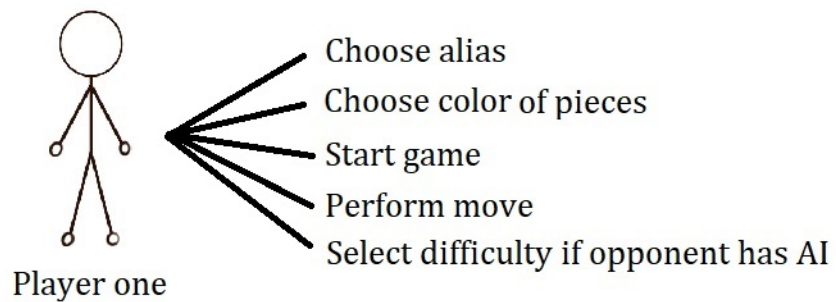 Choose alias
Choose color of pieces
Start game
Perform move
Select difficulty if opponent has AI
Player one